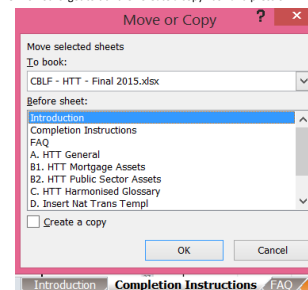 Move or Copy ? ×
Move selected sheets
To book:
CBLF - HTT - Final 2015.xlsx
Before sheet:
Introduction
Completion Instructions
FAQ
A. HTT General
B1. HTT Mortgage Assets
B2. HTT Public Sector Assets
C. HTT Harmonised Glossary
D. Insert Nat Trans Templ
Create a copy
OK Cancel
Introduction Completion Instructions FAQ